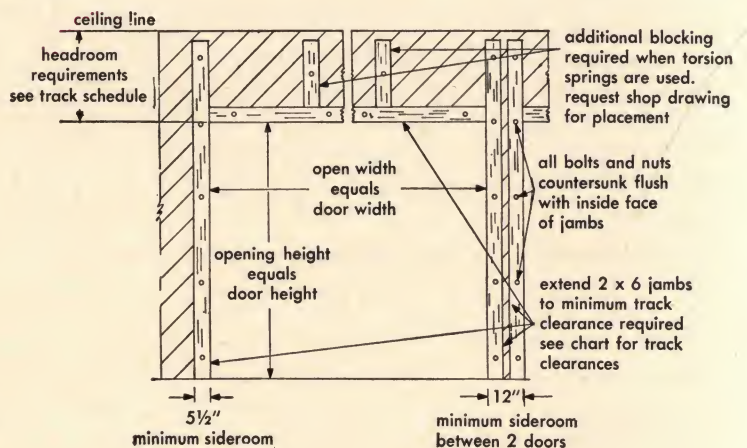 ceiling line
headroom
requirements
see track schedule
additional blocking
required when torsion
springs are used.
request shop drawing
for placement
open width
equals
door width
all bolts and nuts
countersunk flush
with inside face
of jambs
opening height
equals
door height
extend 2 x 6 jambs
to minimum track
clearance required
see chart for track
clearances
5½"
minimum sideroom
12"
minimum sideroom
between 2 doors